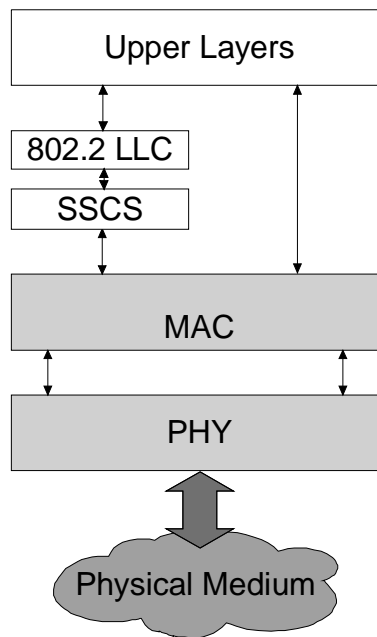 Upper Layers
802.2 LLC
SSCS
MAC
PHY
Physical Medium